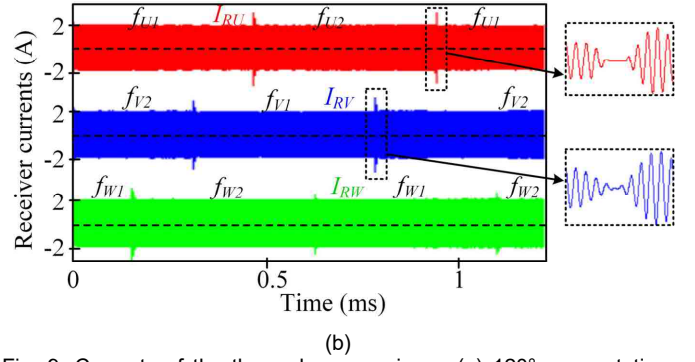 Receiver currents (A)
2
-2
2
-2
2
-2
fU1 IRU fU2 fU1
fV2 fV1 IRV fV2
fW1 fW2 IRW fW1 fW2
0 0.5 1
Time (ms)
(b)